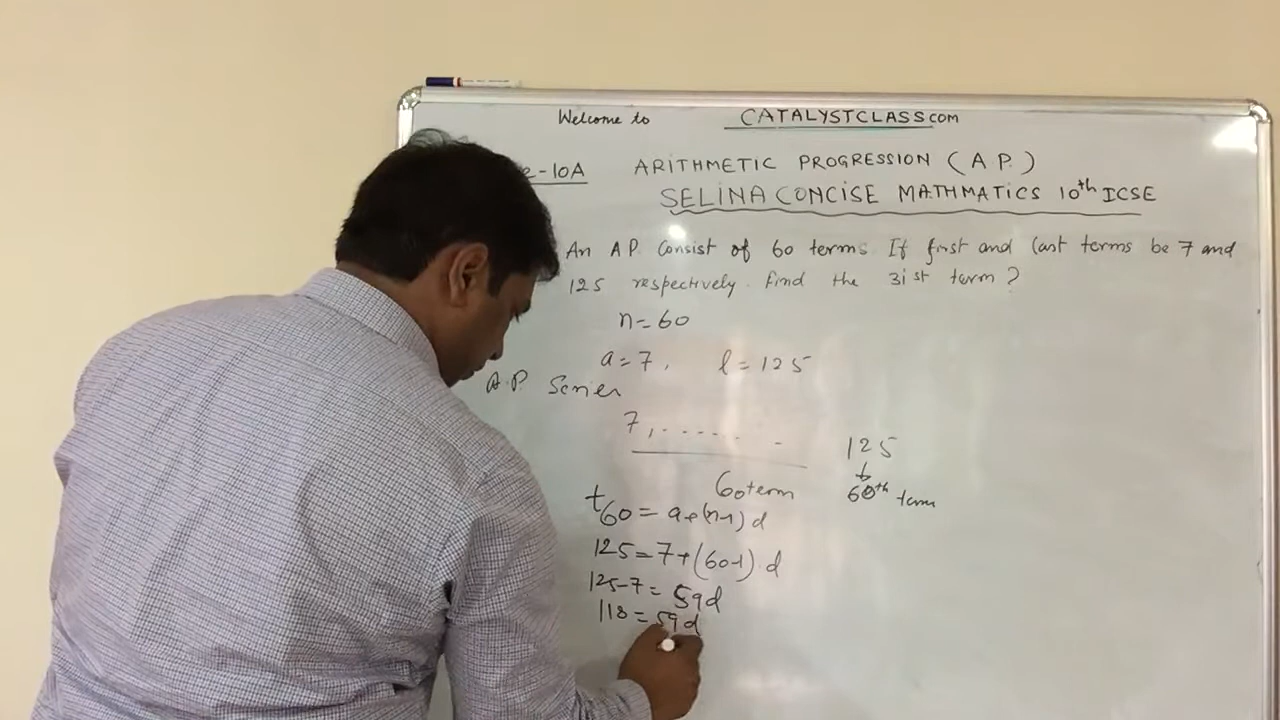 Welcome to CATALYSTCLASS com
-10A ARITHMETIC PROGRESSION (A P.)
SELINA CONCISE MATHMATICS 10th ICSE
An A P. Consist of 60 terms. If first and last terms be 7 and
125 respectively. Find the 31st term?
n=60
a=7, l=125
A.P. Series
7, ....... - 125
60 term 60th term
t60 = a+(n-1)d
125=7+(60-1).d
125-7=59d
118=59d